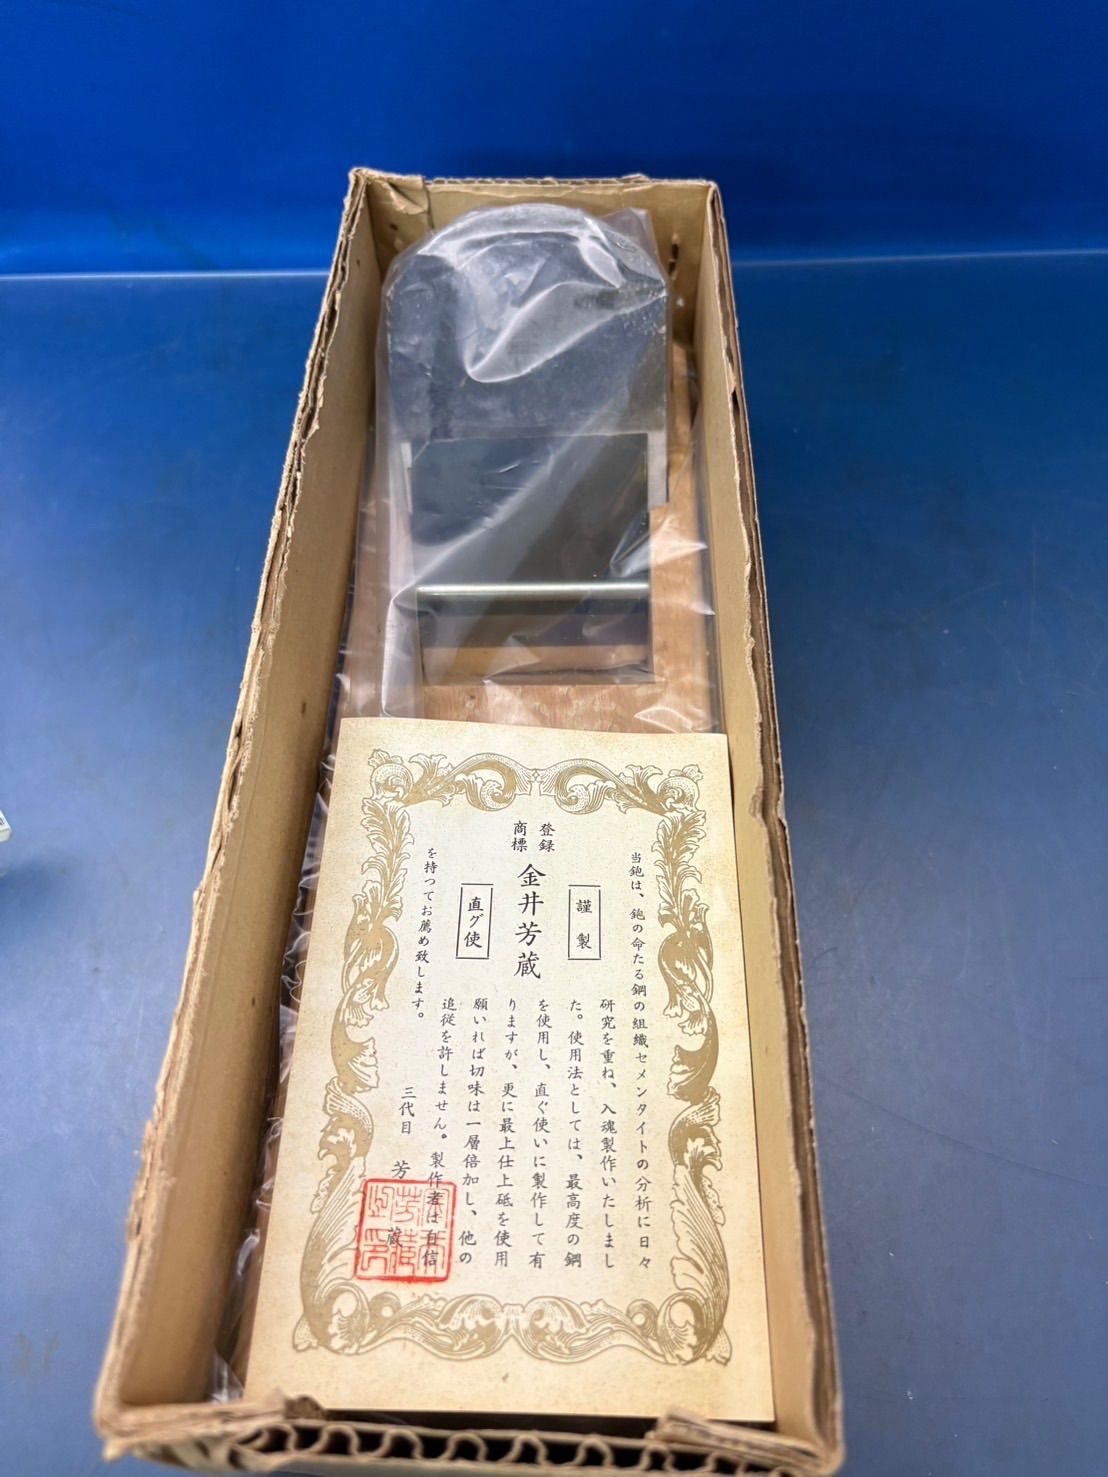 当鉋は、鉋の命たる鋼の組織セメンタイトの分析に日々
研究を重ね、入魂製作いたしまし
た。使用法としては、最高度の鋼
を使用し、直ぐ使いに製作して有
りますが、更に最上仕上砥を使用
願いれば切味は一層倍加し、他の
追従を許しません。製作者は自信
を持つてお薦め致します。
謹製
登録
商標
金井芳蔵
直グ使
三代目 芳蔵